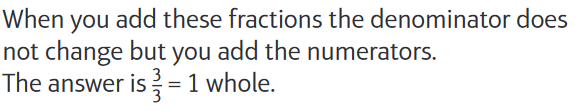 When you add these fractions the denominator does
not change but you add the numerators.
The answer is 3/3 = 1 whole.